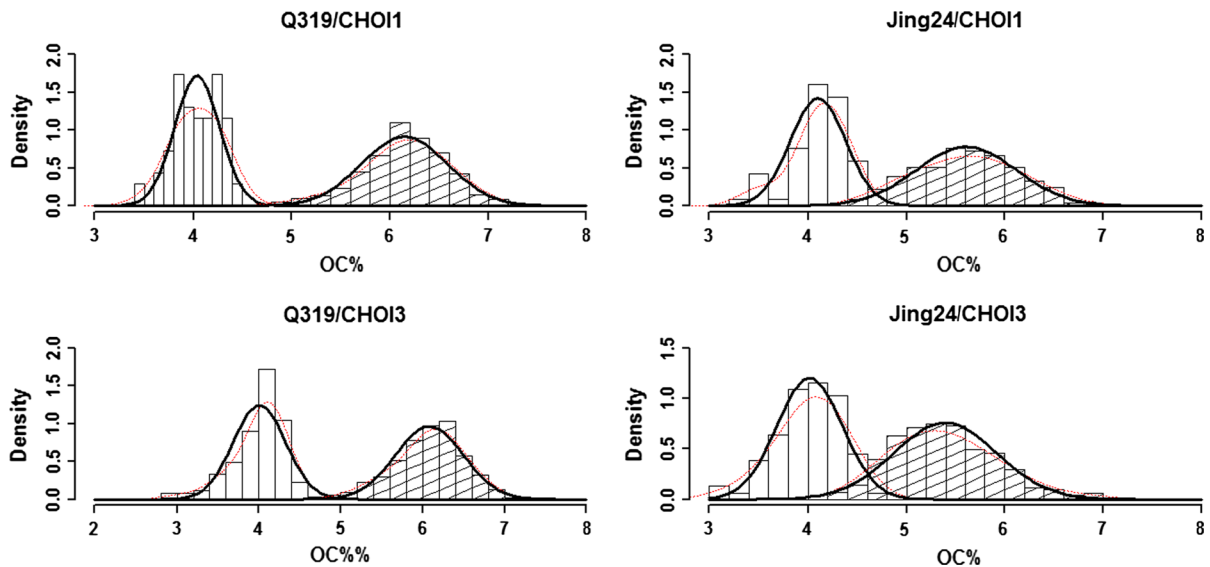 Q319/CHOI1
Density
0.0 0.5 1.0 1.5 2.0
3 4 5 6 7 8
OC%
Jing24/CHOI1
Density
0.0 0.5 1.0 1.5 2.0
3 4 5 6 7 8
OC%
Q319/CHOI3
Density
0.0 0.5 1.0 1.5 2.0
2 3 4 5 6 7 8
OC%%
Jing24/CHOI3
Density
0.0 0.5 1.0 1.5
3 4 5 6 7 8
OC%